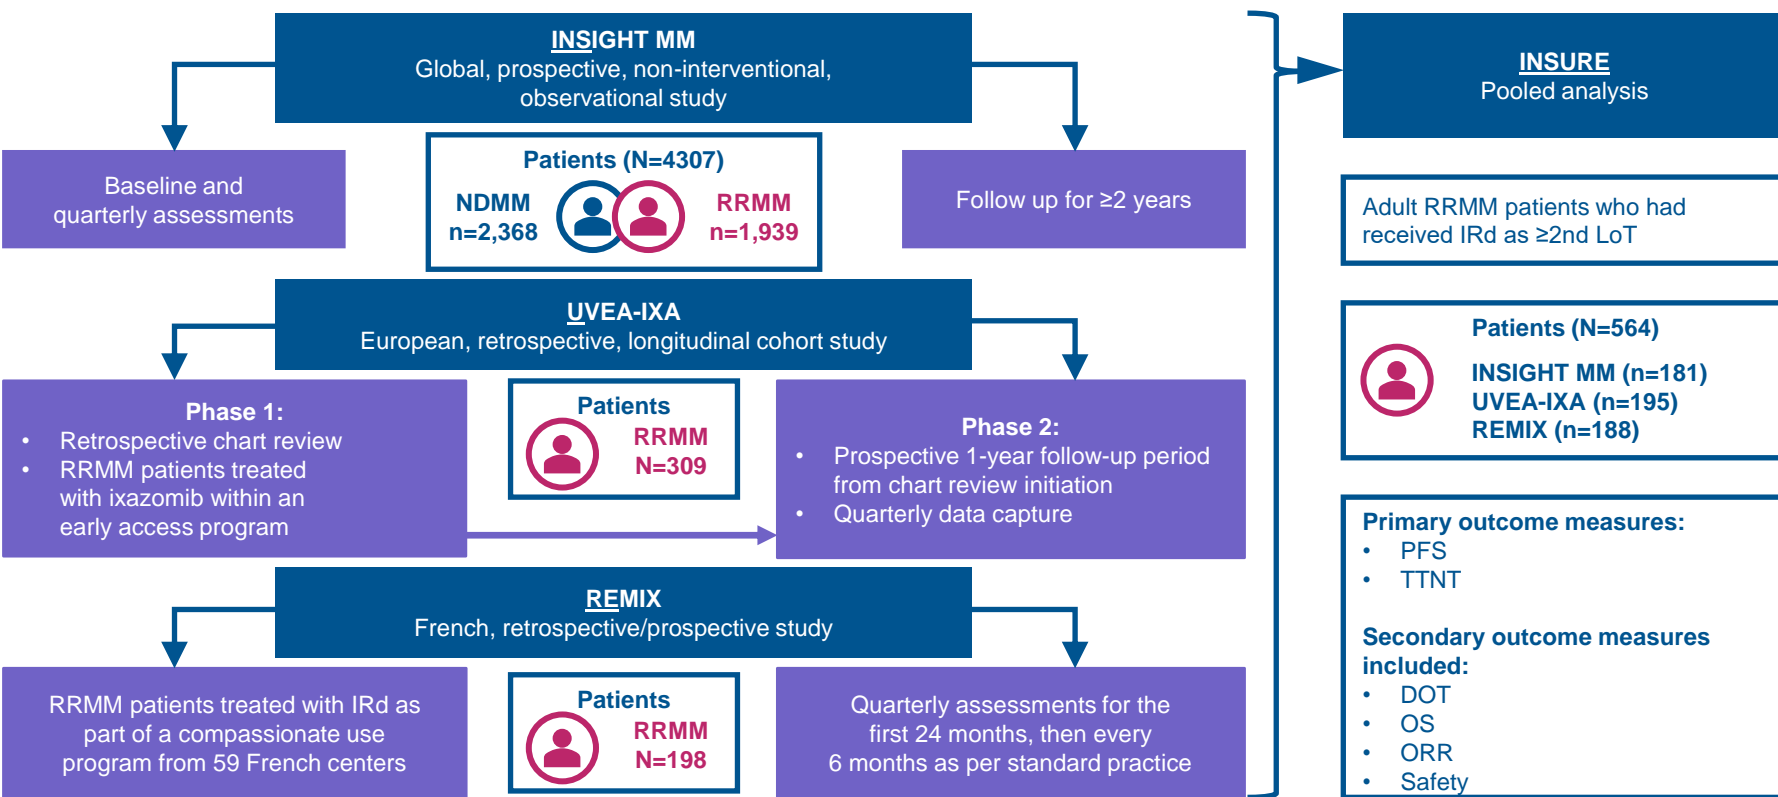 INSIGHT MM
Global, prospective, non-interventional,
observational study
Baseline and
quarterly assessments
Patients (N=4307)
NDMM
n=2,368
RRMM
n=1,939
Follow up for ≥2 years
UVEA-IXA
European, retrospective, longitudinal cohort study
Phase 1:
• Retrospective chart review
• RRMM patients treated
with ixazomib within an
early access program
Patients
RRMM
N=309
Phase 2:
• Prospective 1-year follow-up period
from chart review initiation
• Quarterly data capture
REMIX
French, retrospective/prospective study
RRMM patients treated with IRd as
part of a compassionate use
program from 59 French centers
Patients
RRMM
N=198
Quarterly assessments for the
first 24 months, then every
6 months as per standard practice
INSURE
Pooled analysis
Adult RRMM patients who had
received IRd as ≥2nd LoT
Patients (N=564)
INSIGHT MM (n=181)
UVEA-IXA (n=195)
REMIX (n=188)
Primary outcome measures:
• PFS
• TTNT
Secondary outcome measures
included:
• DOT
• OS
• ORR
• Safety